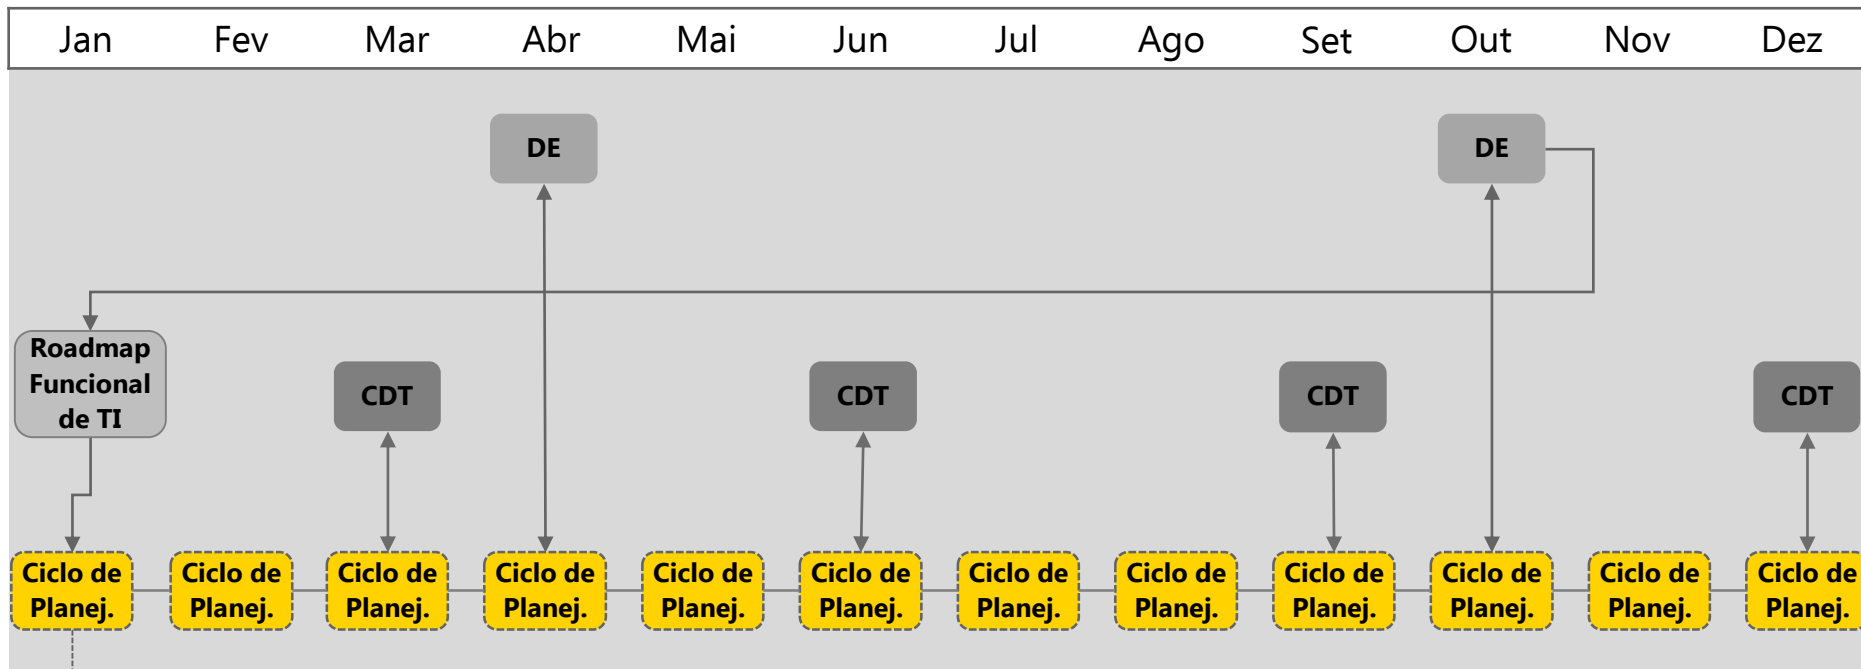 Jan Fev Mar Abr Mai Jun Jul Ago Set Out Nov Dez
DE DE
Roadmap
Funcional
de TI
CDT CDT CDT CDT
Ciclo de Ciclo de Ciclo de Ciclo de Ciclo de Ciclo de Ciclo de Ciclo de Ciclo de Ciclo de Ciclo de Ciclo de
Planej. Planej. Planej. Planej. Planej. Planej. Planej. Planej. Planej. Planej. Planej. Planej.